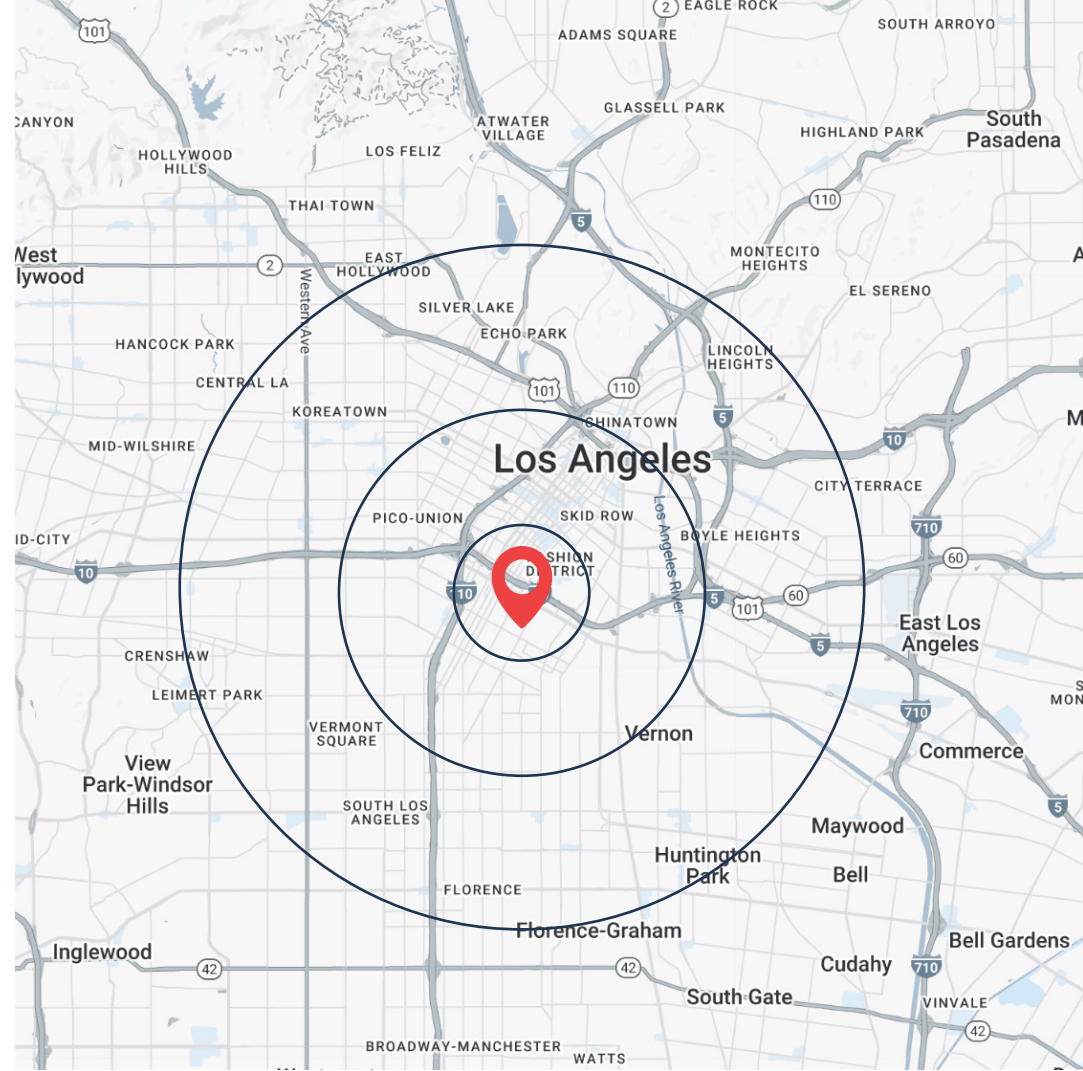 2
EAGLE ROCK
SOUTH ARROYO
101
ADAMS SQUARE
GLASSELL PARK
CANYON
ATWATER
VILLAGE
HIGHLAND PARK
South
Pasadena
HOLLYWOOD
HILLS
LOS FELIZ
THAI TOWN
110
5
West
lywood
2
EAST
HOLLYWOOD
MONTECITO
HEIGHTS
EL SERENO
Western Ave
SILVER LAKE
ECHO PARK
HANCOCK PARK
LINCOLN
HEIGHTS
CENTRAL LA
101
110
KOREATOWN
CHINATOWN
5
MID-WILSHIRE
10
Los Angeles
CITY TERRACE
PICO-UNION
SKID ROW
Los Angeles River
BOYLE HEIGHTS
710
ID-CITY
10
SHION
60
110
5
101
60
East Los
Angeles
5
CRENSHAW
LEIMERT PARK
710
VERMONT
SQUARE
Vernon
Commerce
View
Park-Windsor
Hills
SOUTH LOS
ANGELES
5
Maywood
Huntington
Park
Bell
FLORENCE
Florence-Graham
Inglewood
42
42
Bell Gardens
Cudahy
710
South Gate
VINVALE
42
BROADWAY-MANCHESTER
WATTS